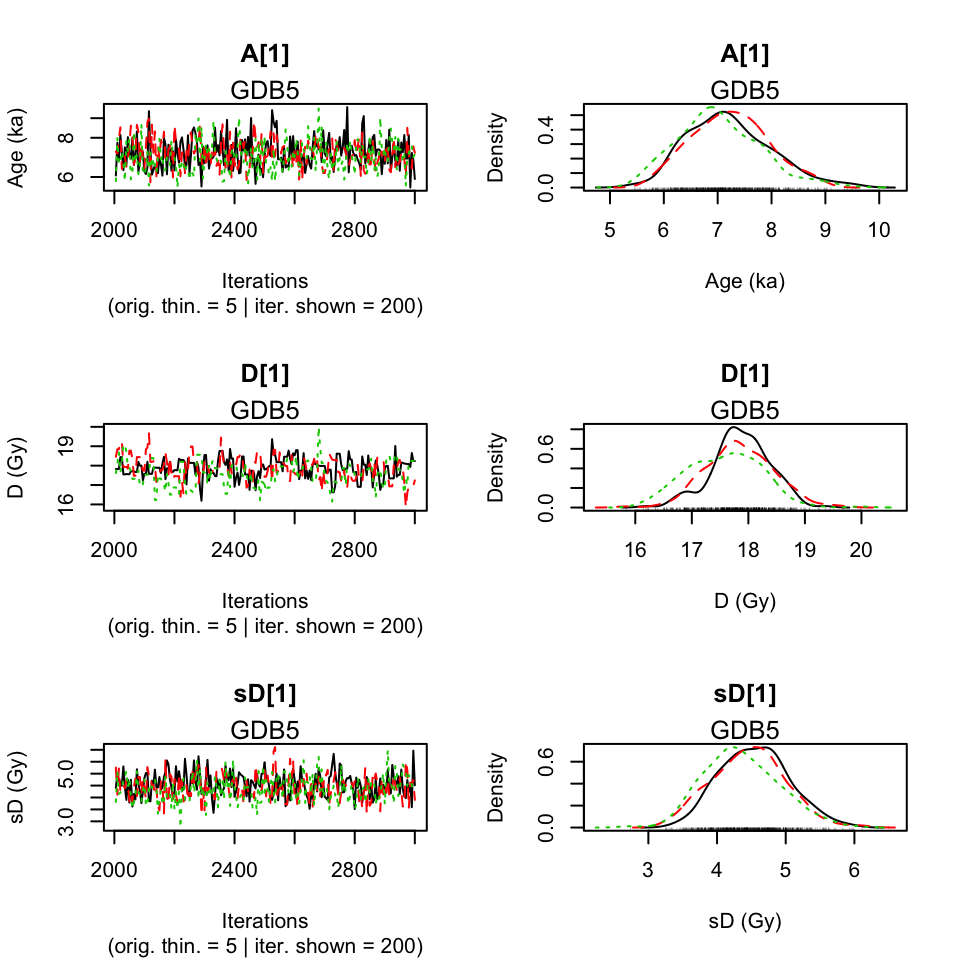 A[1]
GDB5
Age (ka)
8
6
2000 2400 2800
Iterations
(orig. thin. = 5 | iter. shown = 200)
A[1]
GDB5
Density
0.4
0.0
5 6 7 8 9 10
Age (ka)
D[1]
GDB5
D (Gy)
19
16
2000 2400 2800
Iterations
(orig. thin. = 5 | iter. shown = 200)
D[1]
GDB5
Density
0.6
0.0
16 17 18 19 20
D (Gy)
sD[1]
GDB5
sD (Gy)
5.0
3.0
2000 2400 2800
Iterations
(orig. thin. = 5 | iter. shown = 200)
sD[1]
GDB5
Density
0.6
0.0
3 4 5 6
sD (Gy)